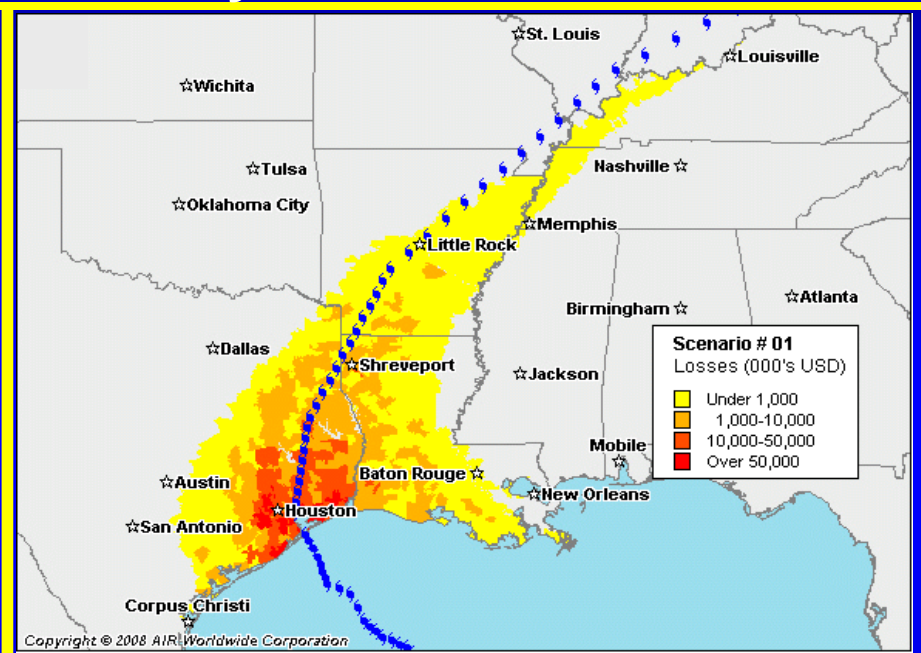 St. Louis
Louisville
Wichita
Nashville
Tulsa
Oklahoma City
Memphis
Little Rock
Atlanta
Birmingham
Scenario # 01
Losses (000's USD)
Under 1,000
1,000-10,000
10,000-50,000
Over 50,000
Dallas
Shreveport
Jackson
Mobile
Baton Rouge
Austin
New Orleans
Houston
San Antonio
Corpus Christi
Copyright © 2008 AIR Worldwide Corporation